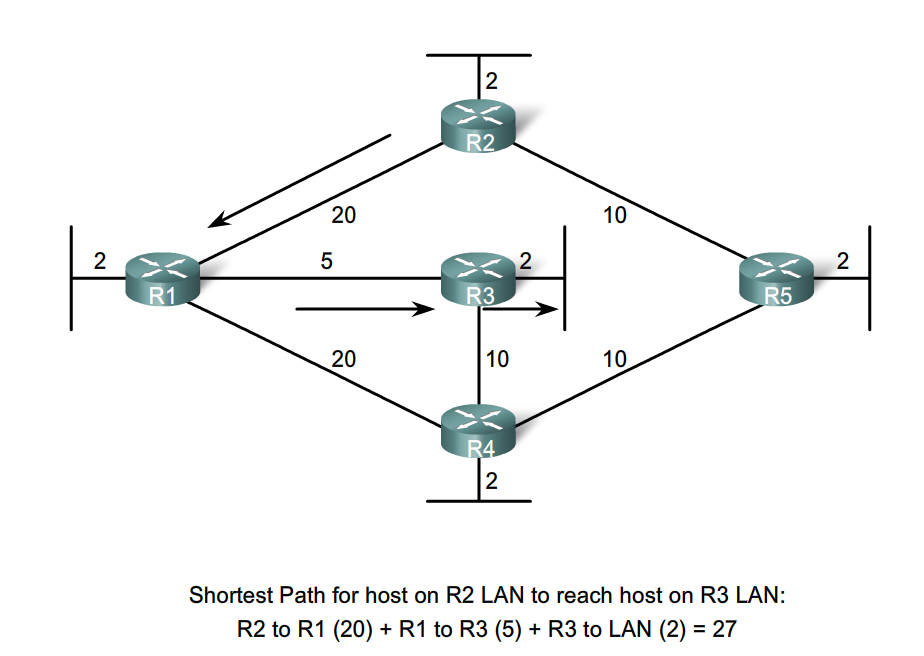 2
R2
20
10
2
5
2
2
R1
R3
R5
20
10
10
R4
2
Shortest Path for host on R2 LAN to reach host on R3 LAN:
R2 to R1 (20) + R1 to R3 (5) + R3 to LAN (2) = 27